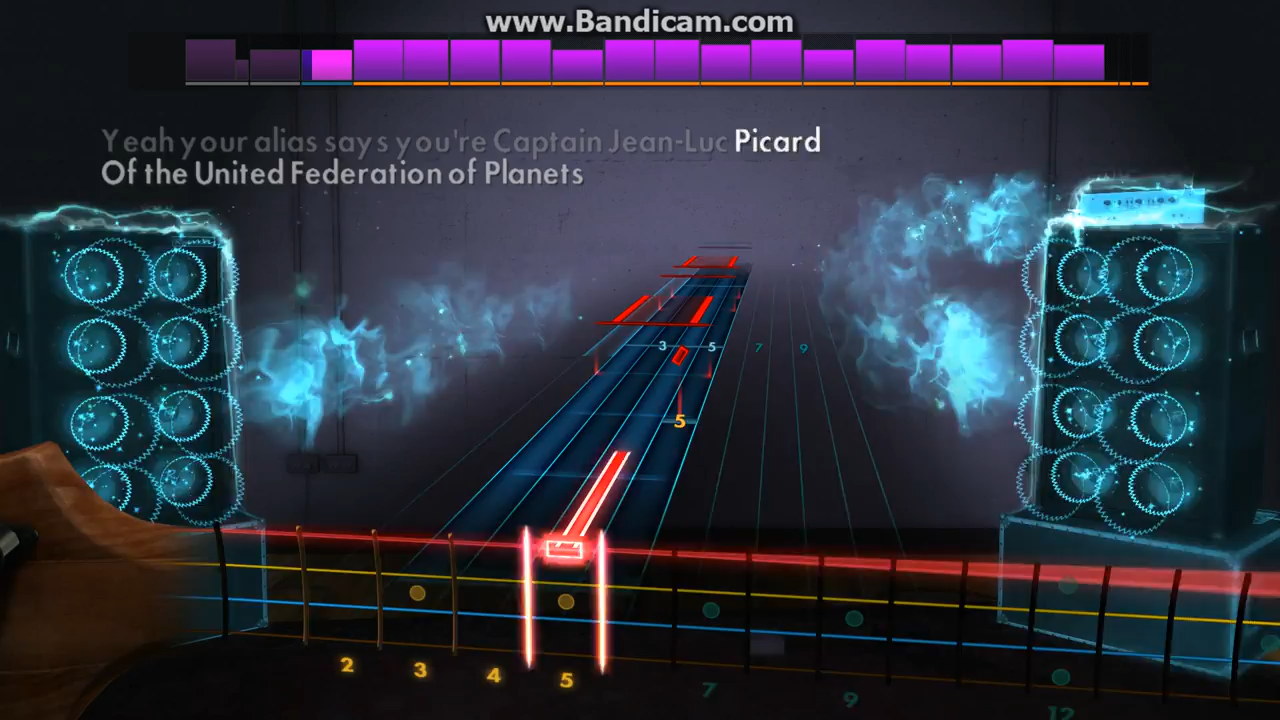 www.Bandicam.com
Yeah your alias says you're Captain Jean-Luc Picard
Of the United Federation of Planets
3 5 7 9
5
2 3 4 5 7 9 12